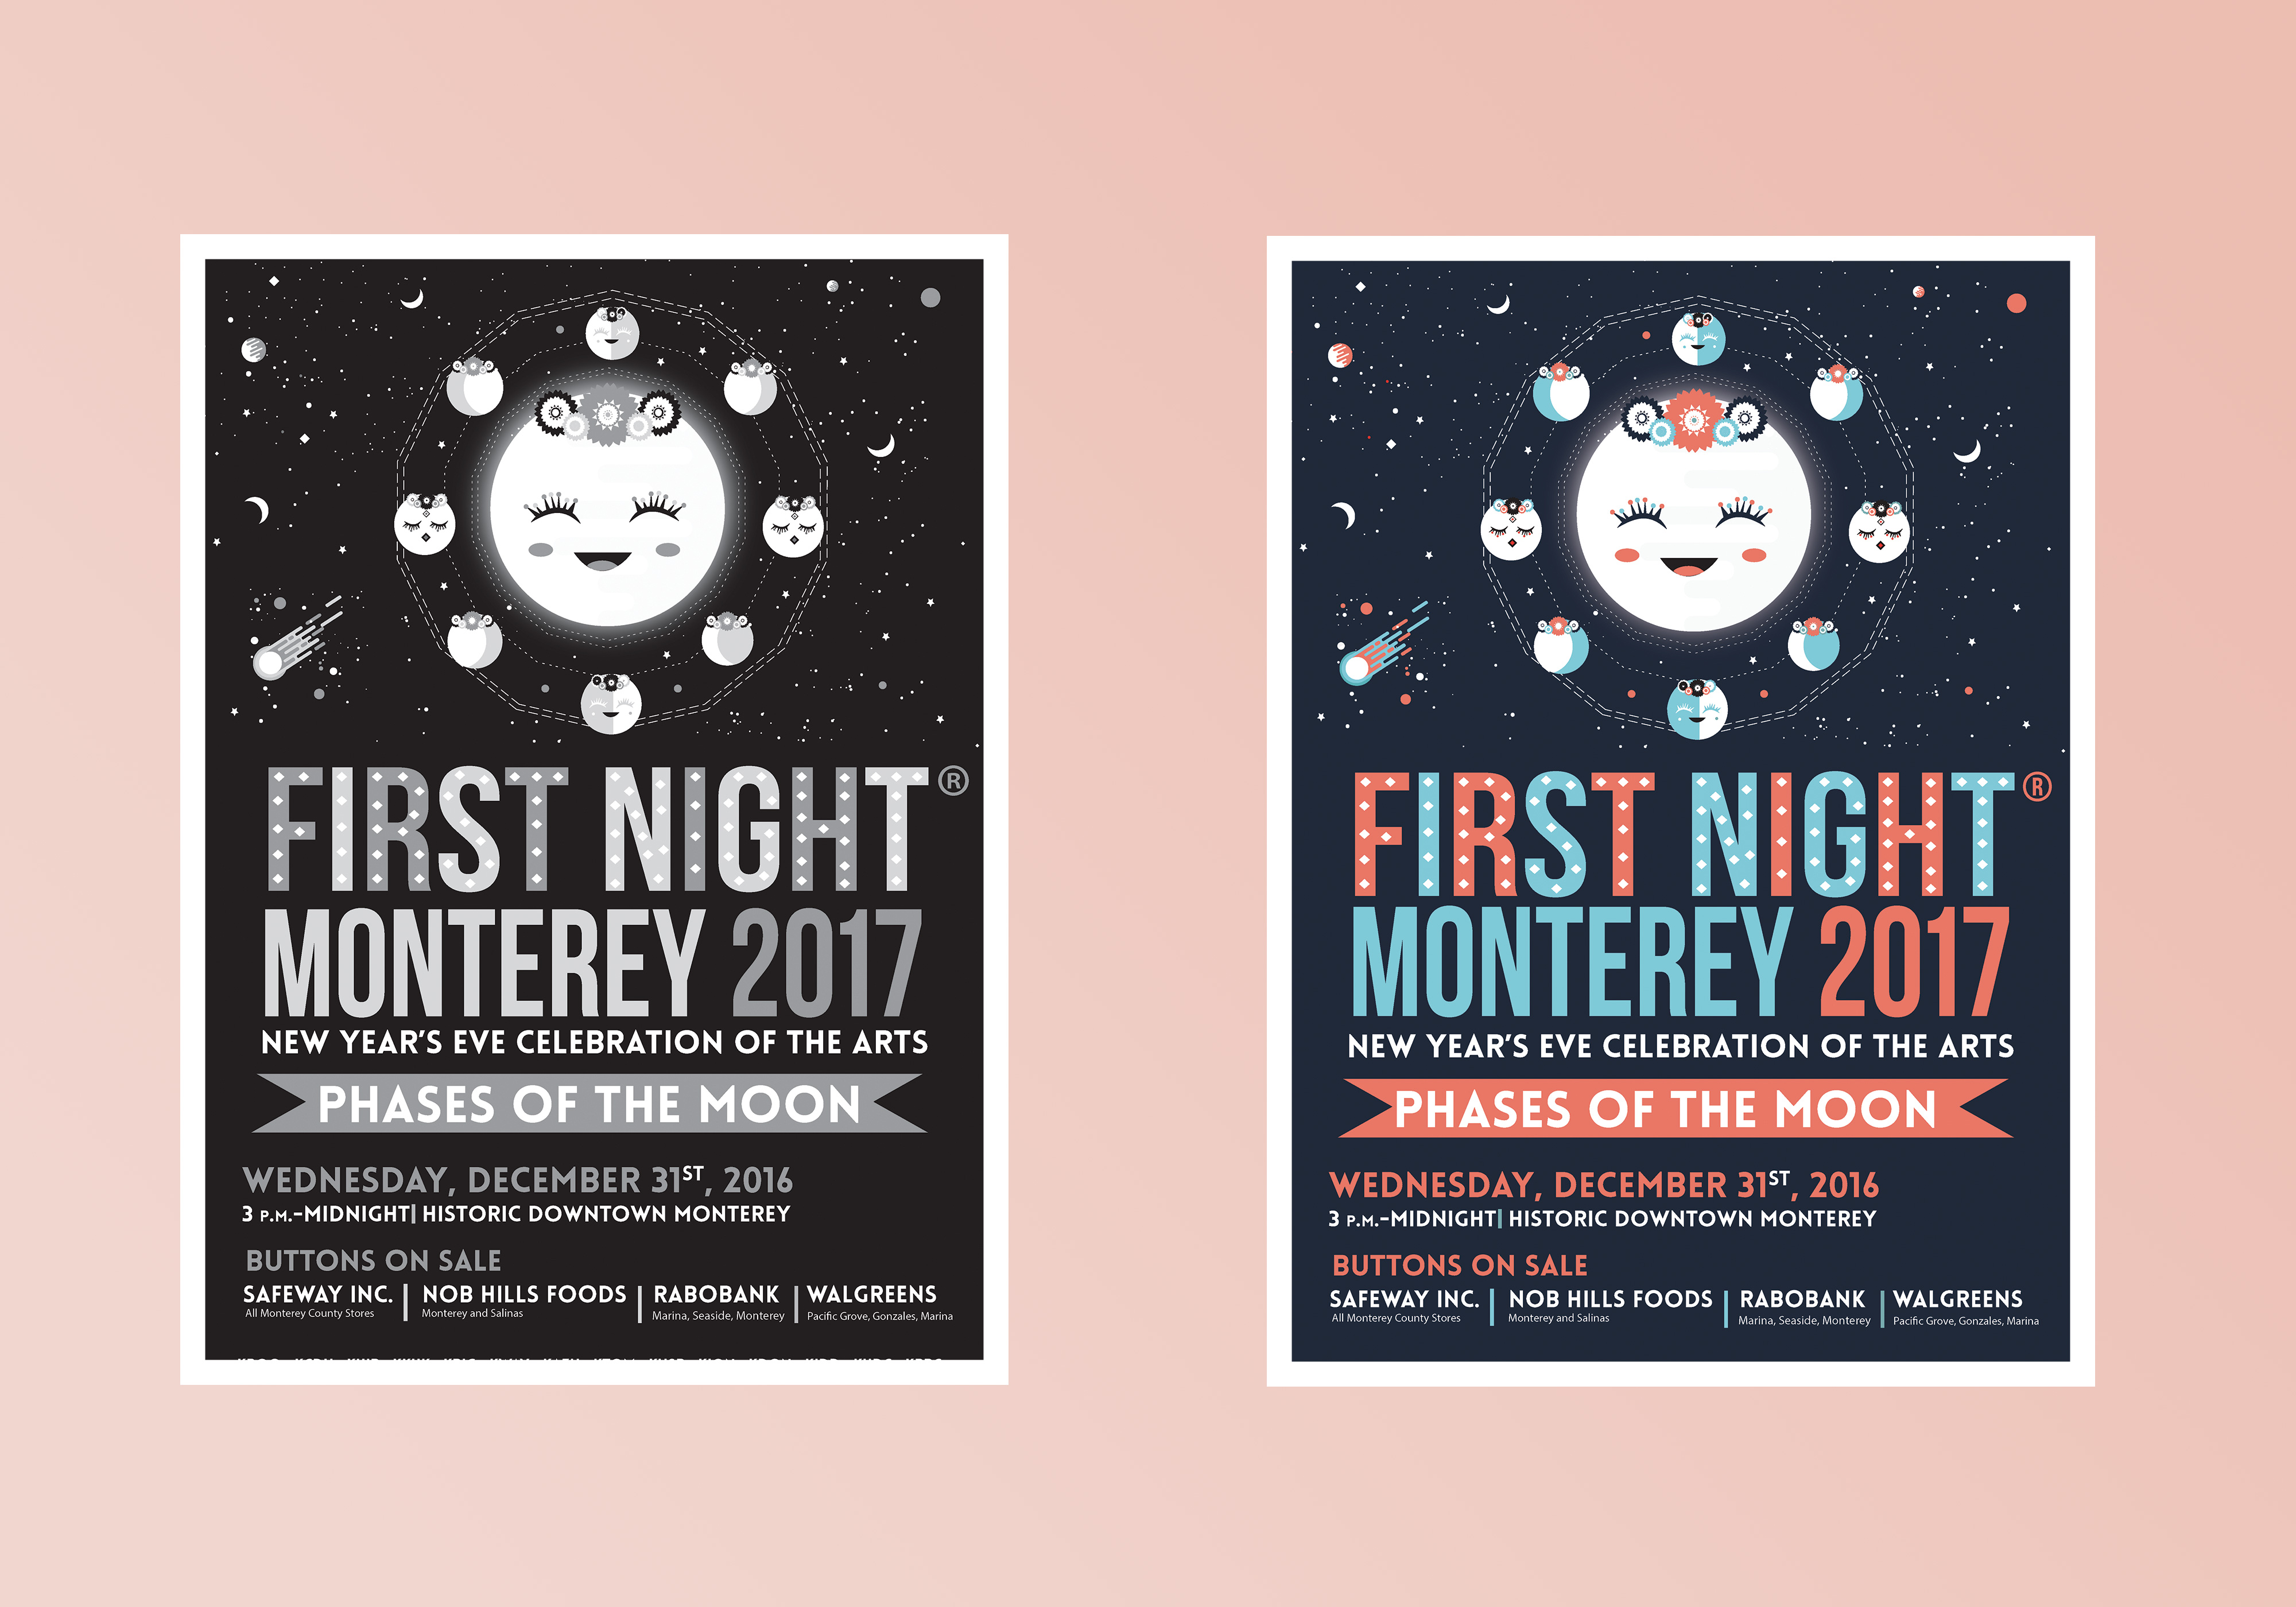 FIRST NIGHT®
MONTEREY 2017
NEW YEAR'S EVE CELEBRATION OF THE ARTS
PHASES OF THE MOON
WEDNESDAY, DECEMBER 31ST, 2016
3 P.M.-MIDNIGHT| HISTORIC DOWNTOWN MONTEREY
BUTTONS ON SALE
SAFEWAY INC. | NOB HILLS FOODS | RABOBANK | WALGREENS
All Monterey County Stores Monterey and Salinas Marina, Seaside, Monterey Pacific Grove, Gonzales, Marina
FIRST NIGHT®
MONTEREY 2017
NEW YEAR'S EVE CELEBRATION OF THE ARTS
PHASES OF THE MOON
WEDNESDAY, DECEMBER 31ST, 2016
3 P.M.-MIDNIGHT| HISTORIC DOWNTOWN MONTEREY
BUTTONS ON SALE
SAFEWAY INC. | NOB HILLS FOODS | RABOBANK | WALGREENS
All Monterey County Stores Monterey and Salinas Marina, Seaside, Monterey Pacific Grove, Gonzales, Marina